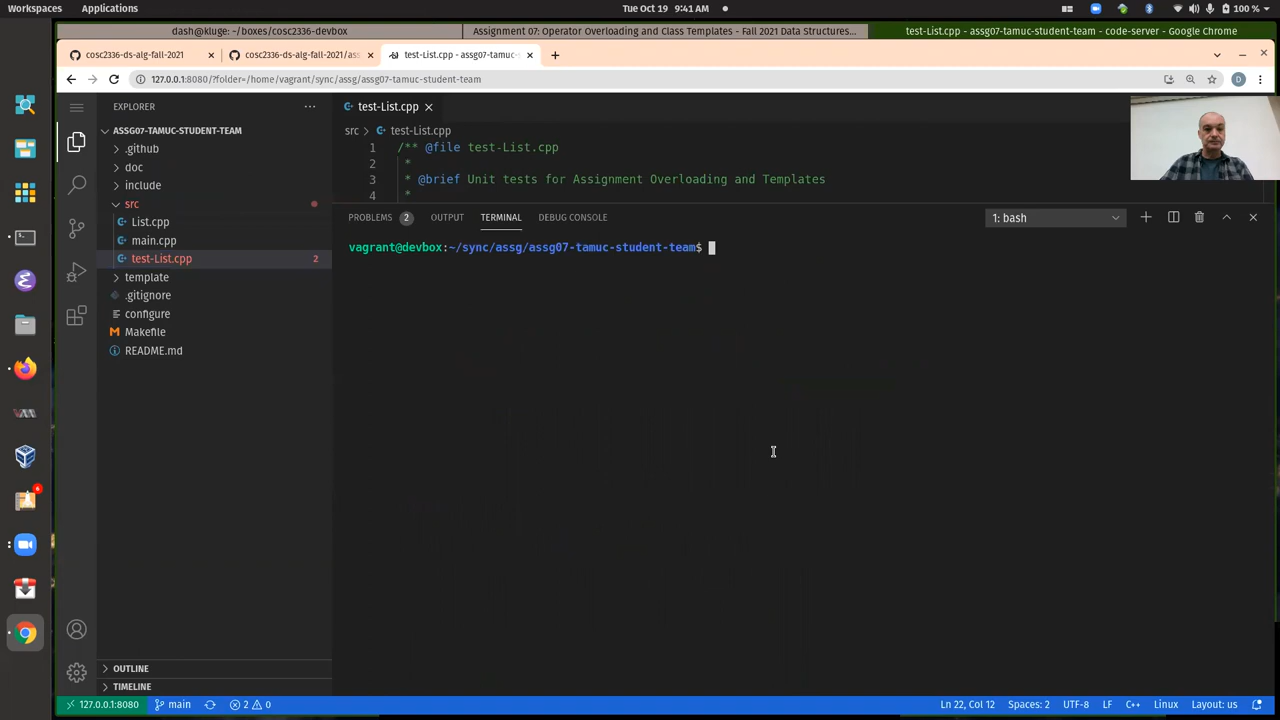 Workspaces
Applications
Tue Oct 19 9:41 AM
100 %
dash@kluge: ~/boxes/cosc2336-devbox
Assignment 07: Operator Overloading and Class Templates - Fall 2021 Data Structures...
test-List.cpp - assg07-tamuc-student-team - code-server - Google Chrome
cosc2336-ds-alg-fall-2021
cosc2336-ds-alg-fall-2021/ass
test-List.cpp - assg07-tamuc-s
127.0.0.1:8080/?folder=/home/vagrant/sync/assg/assg07-tamuc-student-team
D
EXPLORER
test-List.cpp
ASSG07-TAMUC-STUDENT-TEAM
.github
doc
include
src
List.cpp
main.cpp
test-List.cpp 2
template
.gitignore
configure
Makefile
README.md
OUTLINE
TIMELINE
src > test-List.cpp
1 /** @file test-List.cpp
2 *
3 * @brief Unit tests for Assignment Overloading and Templates
4 *
PROBLEMS 2 OUTPUT TERMINAL DEBUG CONSOLE
1: bash
vagrant@devbox:~/sync/assg/assg07-tamuc-student-team$
6
127.0.0.1:8080
main
2 0
Ln 22, Col 12
Spaces: 2
UTF-8
LF
C++
Linux
Layout: us